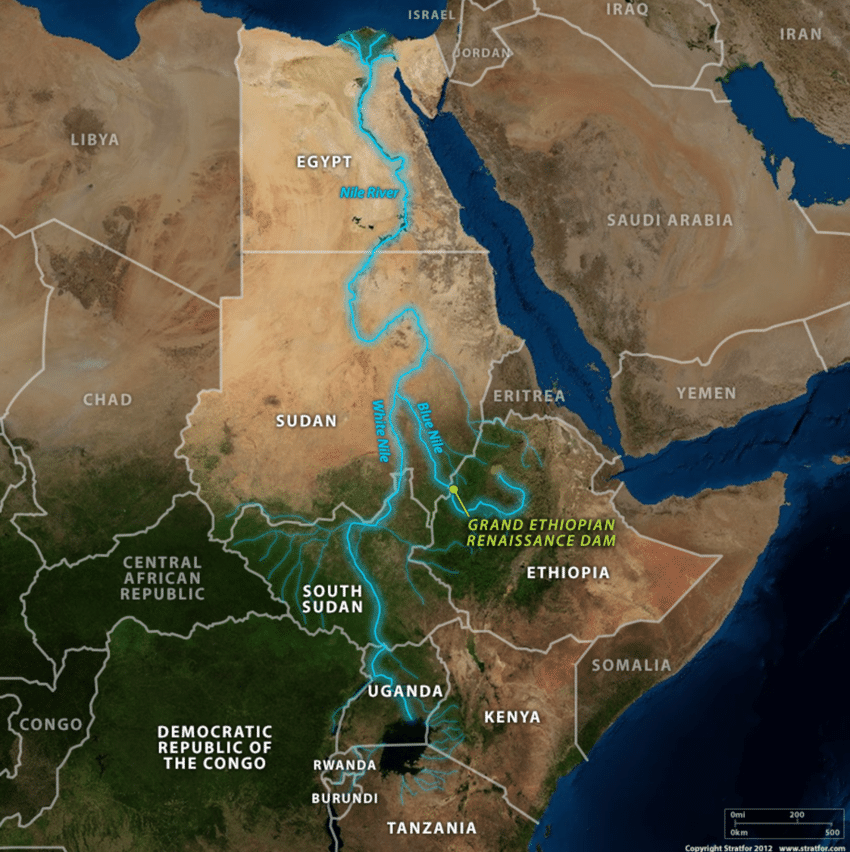 ISRAEL
IRAQ
IRAN
JORDAN
LIBYA
EGYPT
Nile River
SAUDI ARABIA
CHAD
SUDAN
White Nile
Blue Nile
ERITREA
YEMEN
GRAND ETHIOPIAN
RENAISSANCE DAM
CENTRAL
AFRICAN
REPUBLIC
SOUTH
SUDAN
ETHIOPIA
SOMALIA
UGANDA
KENYA
CONGO
DEMOCRATIC
REPUBLIC OF
THE CONGO
RWANDA
BURUNDI
TANZANIA
0mi 200
0km 500
Copyright Stratfor 2012 www.stratfor.com